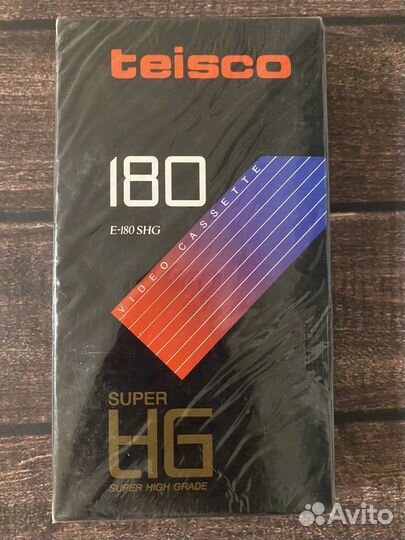 teisco
180
E-180 SHG
VIDEO CASSETTE
SUPER
HG
SUPER HIGH GRADE
Avito